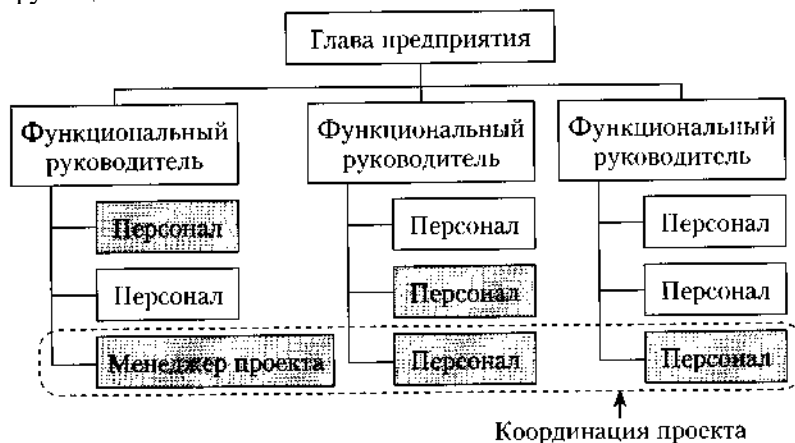 Глава предприятия
Функциональный
руководитель
Функциональный
руководитель
Функциональный
руководитель
Персонал
Персонал
Персонал
Персонал
Персонал
Персонал
Менеджер проекта
Персонал
Персонал
Координация проекта